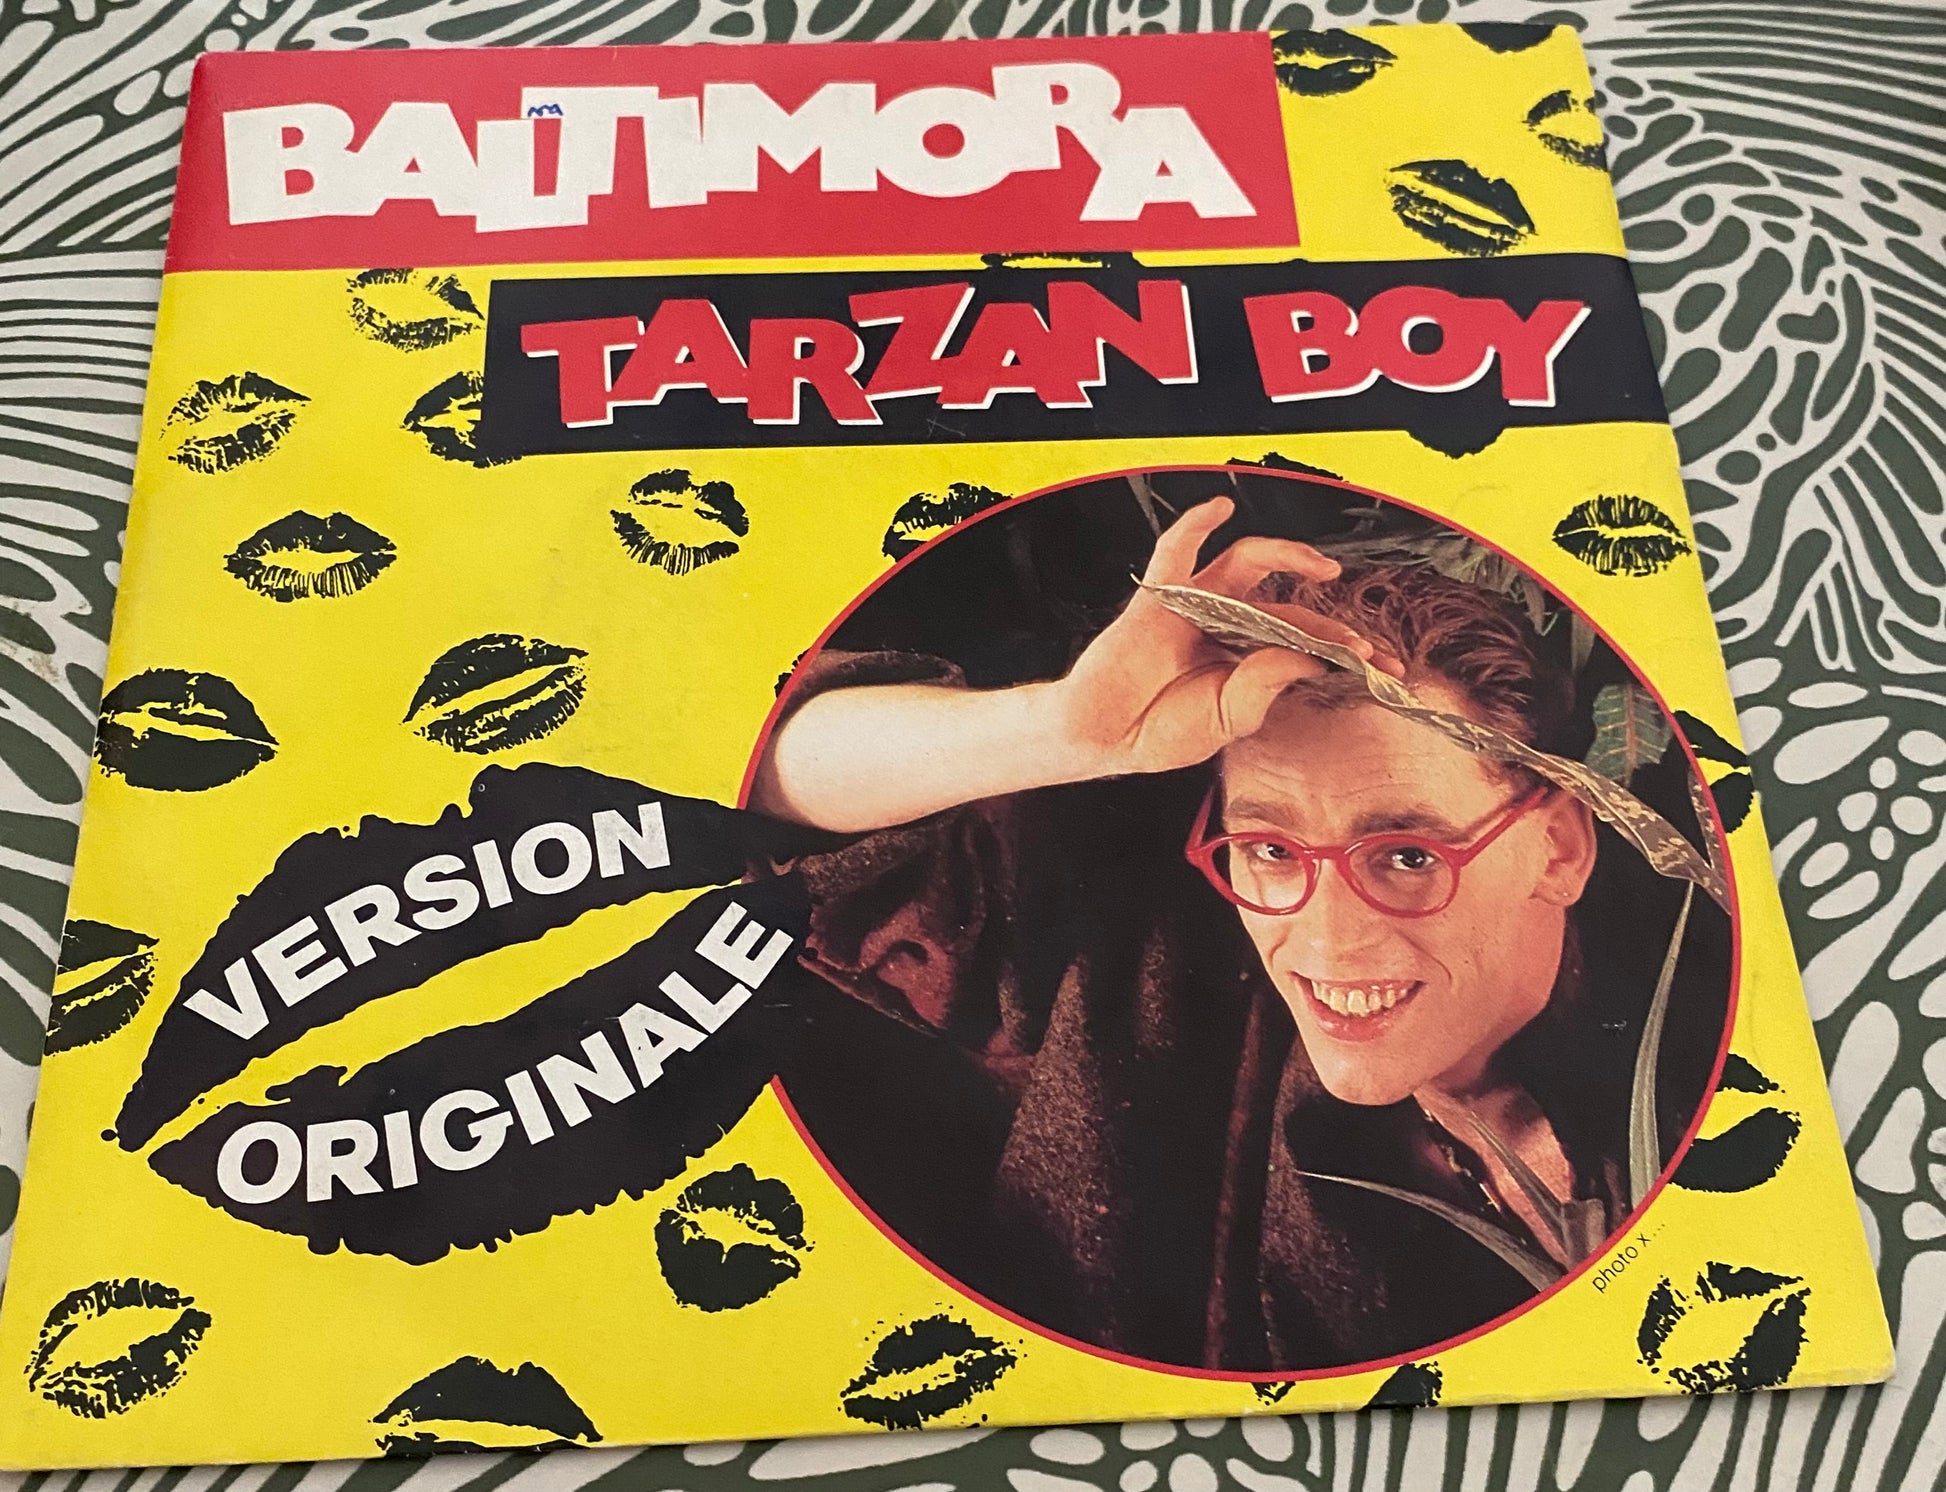 BALTIMORA
TARZAN BOY
VERSION
ORIGINALE
photo x...